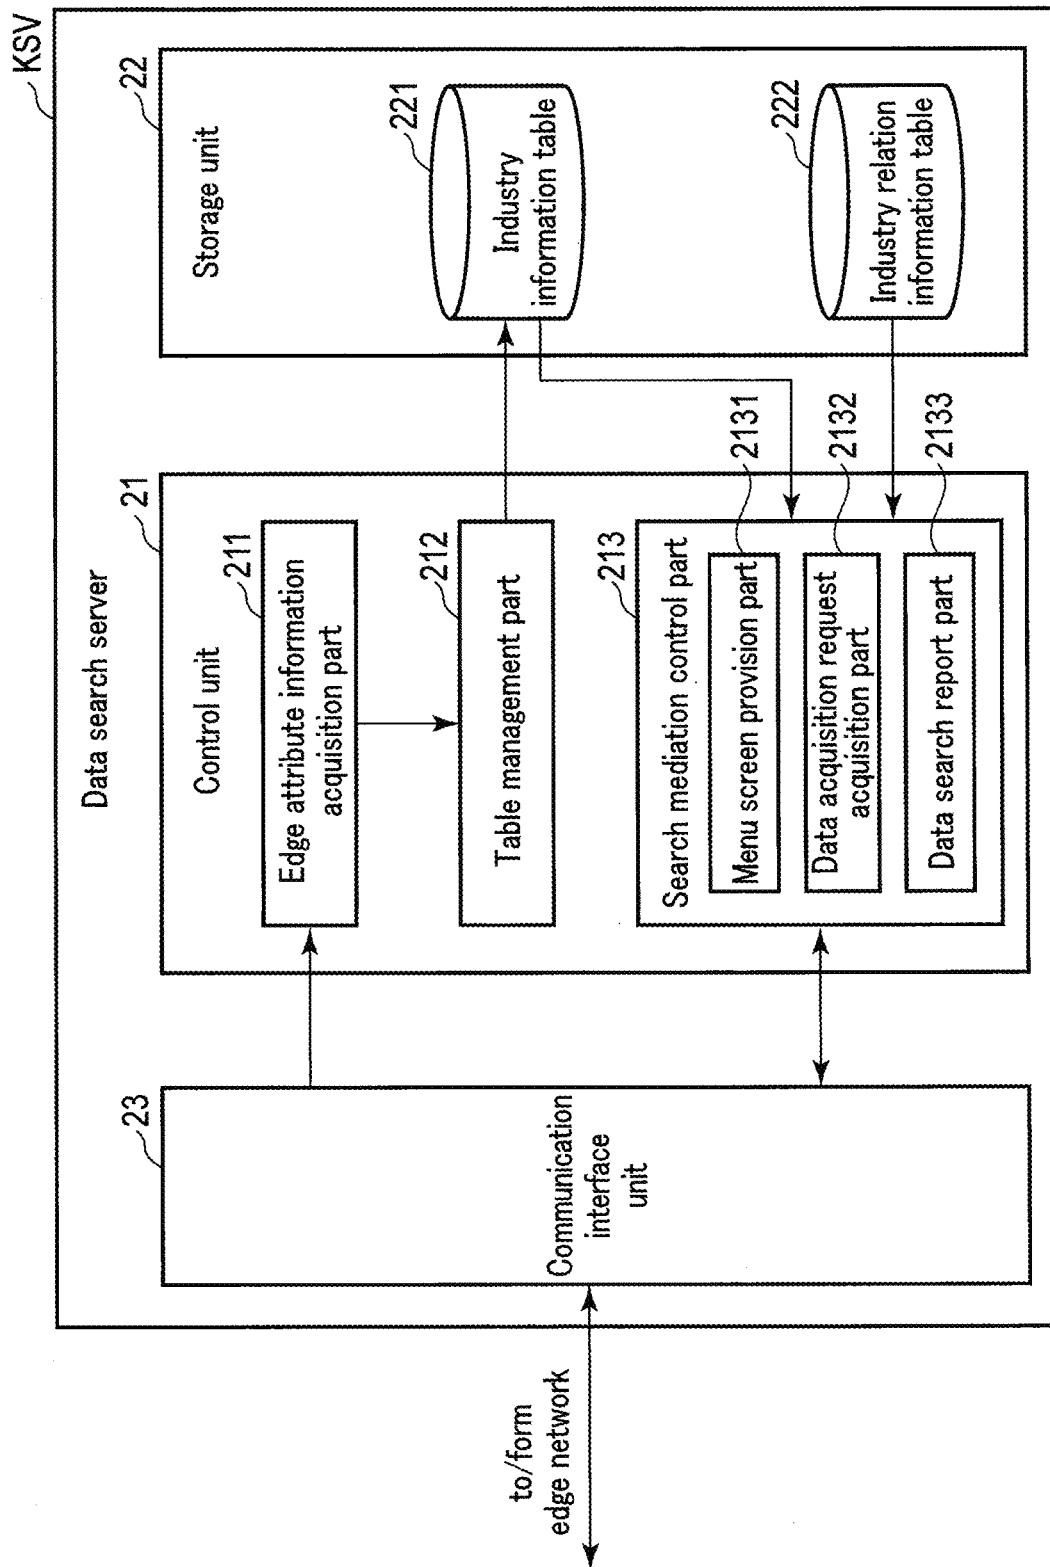 KSV
Data search server
23
Communication
interface
unit
to/form
edge network
21
Control unit
211
Edge attribute information
acquisition part
212
Table management part
213
Search mediation control part
2131
Menu screen provision part
2132
Data acquisition request
acquisition part
2133
Data search report part
22
Storage unit
221
Industry
information table
222
Industry relation
information table